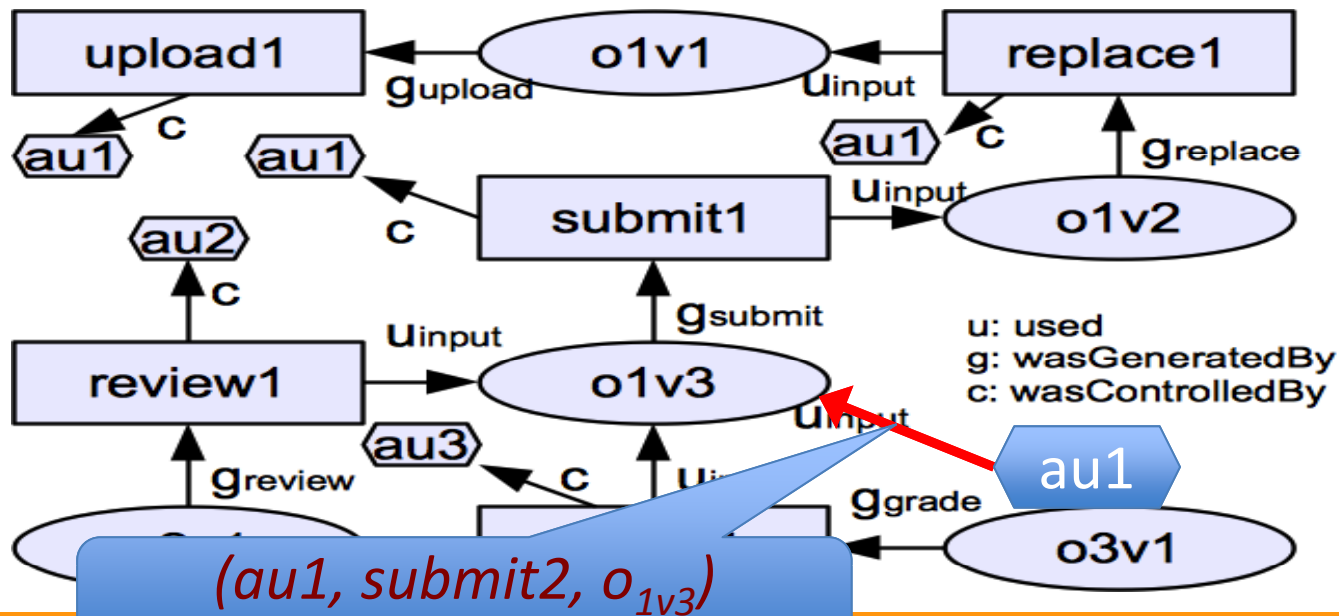 upload1
o1v1
replace1
gupload
uinput
c
au1
au1
au1
c
greplace
submit1
uinput
o1v2
c
au2
c
gsubmit
uinput
u: used
g: wasGeneratedBy
c: wasControlledBy
review1
o1v3
uinput
au3
au1
greview
c
ggrade
o3v1
(au1, submit2, o1v3)